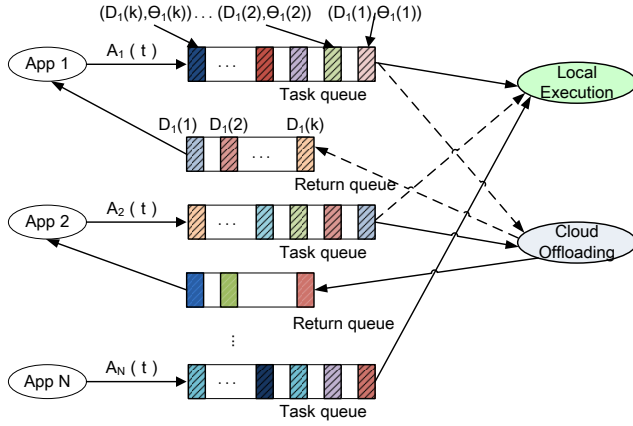 (D₁(k),ϴ₁(k)) . . . (D₁(2),ϴ₁(2)) (D₁(1),ϴ₁(1))
App 1
A₁ ( t )
. . .
Task queue
Local
Execution
D₁(1) D₁(2) D₁(k)
. . .
Return queue
App 2
A₂ ( t )
. . .
Task queue
Cloud
Offloading
Return queue
...
App N
A_N ( t )
. . .
Task queue